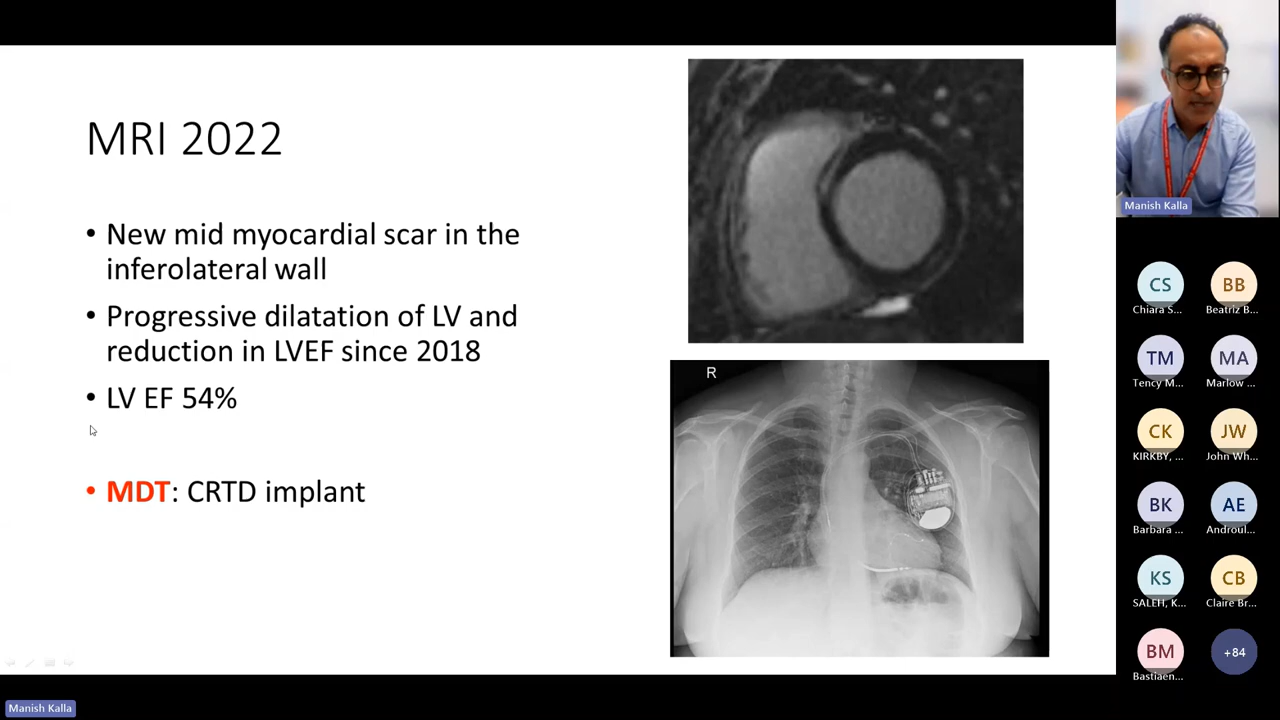 MRI 2022
• New mid myocardial scar in the
inferolateral wall
• Progressive dilatation of LV and
reduction in LVEF since 2018
• LV EF 54%
• MDT: CRTD implant
R
Manish Kalla
CS
BB
Chiara S...
Beatriz B...
TM
MA
Tency M...
Marlow ...
CK
JW
KIRKBY, ...
John Wh...
BK
AE
Barbara ...
Androul...
KS
CB
SALEH, K...
Claire Br...
BM
+84
Bastiaen...
Manish Kalla